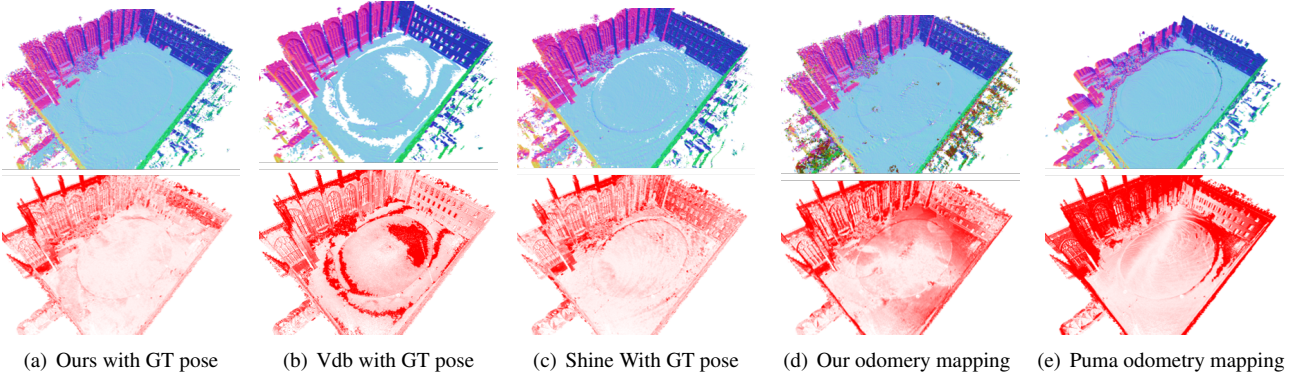 (a) Ours with GT pose
(b) Vdb with GT pose
(c) Shine With GT pose
(d) Our odomery mapping
(e) Puma odometry mapping